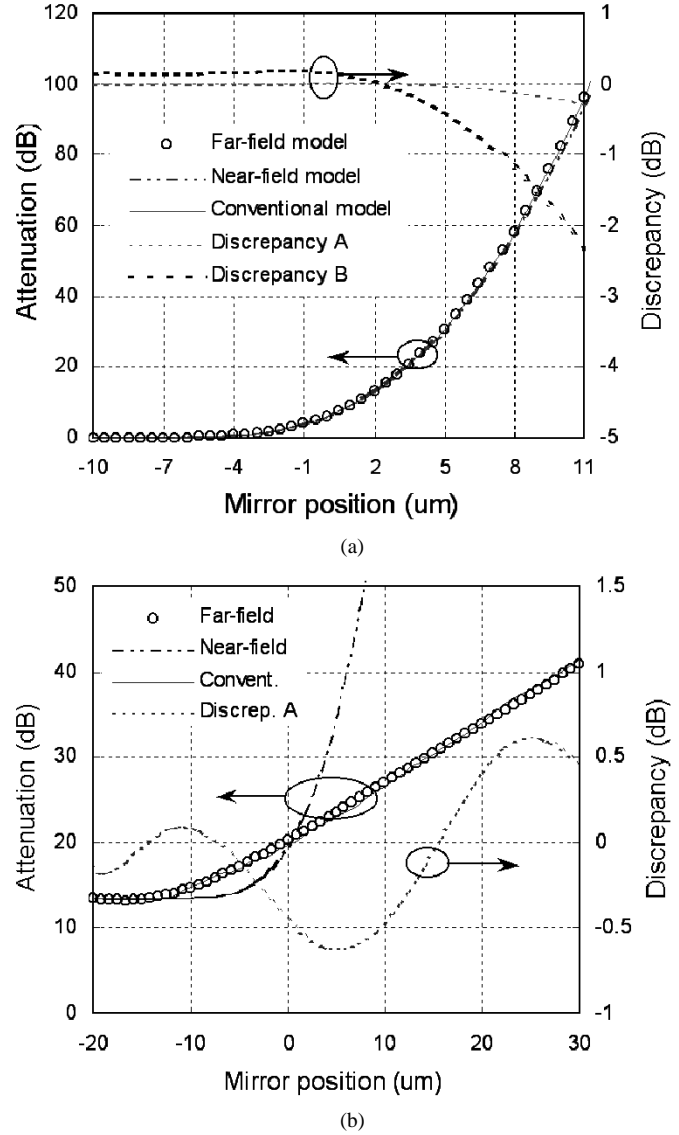 120
100
80
60
40
20
0
Attenuation (dB)
1
0
-1
-2
-3
-4
-5
Discrepancy (dB)
Far-field model
Near-field model
Conventional model
Discrepancy A
Discrepancy B
-10 -7 -4 -1 2 5 8 11
Mirror position (um)
(a)
50
40
30
20
10
0
Attenuation (dB)
1.5
1
0.5
0
-0.5
-1
Discrepancy (dB)
Far-field
Near-field
Convent.
Discrep. A
-20 -10 0 10 20 30
Mirror position (um)
(b)